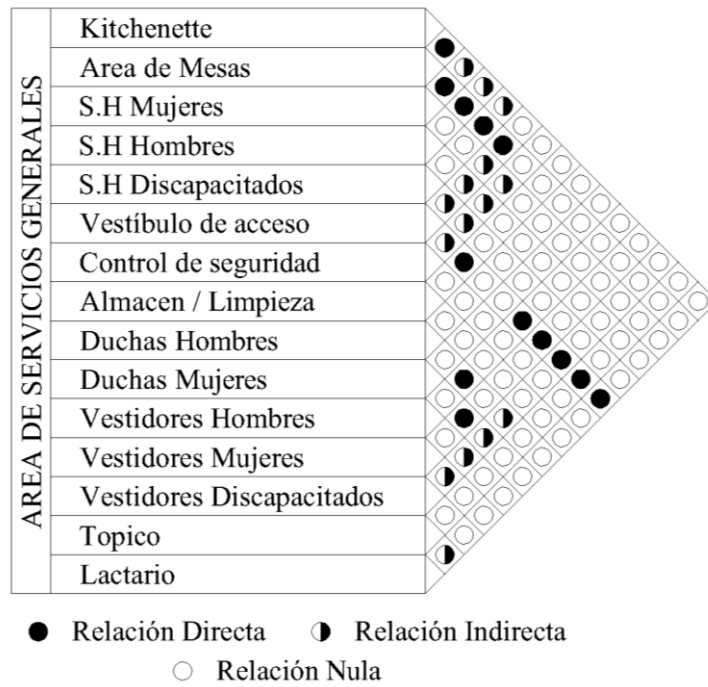 AREA DE SERVICIOS GENERALES
Kitchenette
Area de Mesas
S.H Mujeres
S.H Hombres
S.H Discapacitados
Vestíbulo de acceso
Control de seguridad
Almacen / Limpieza
Duchas Hombres
Duchas Mujeres
Vestidores Hombres
Vestidores Mujeres
Vestidores Discapacitados
Topico
Lactario
Relación Directa
Relación Indirecta
Relación Nula